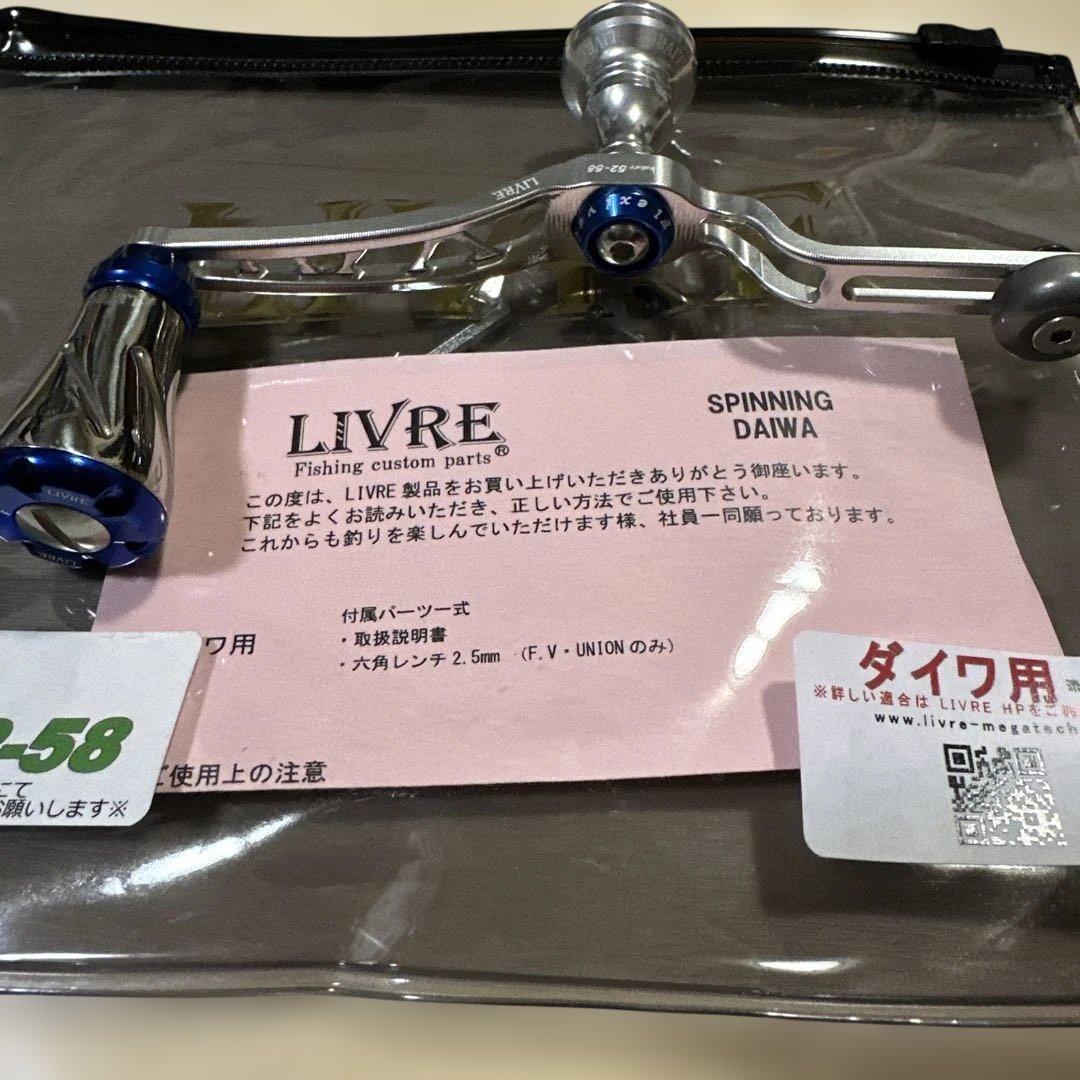 LIVRE
52-58
LIVRE
LIVRE
LIVRE
Fishing custom parts®
SPINNING
DAIWA
この度は、LIVRE 製品をお買い上げいただきありがとう御座います。
下記をよくお読みいただき、正しい方法でご使用下さい。
これからも釣りを楽しんでいただけます様、社員一同願っております。
ワ用
付属パーツ一式
・取扱説明書
・六角レンチ 2.5mm （F.V・UNION のみ）
ご使用上の注意
-58
にて
お願いします※
ダイワ用
※詳しい適合は LIVRE HPをご
www.livre-megatech